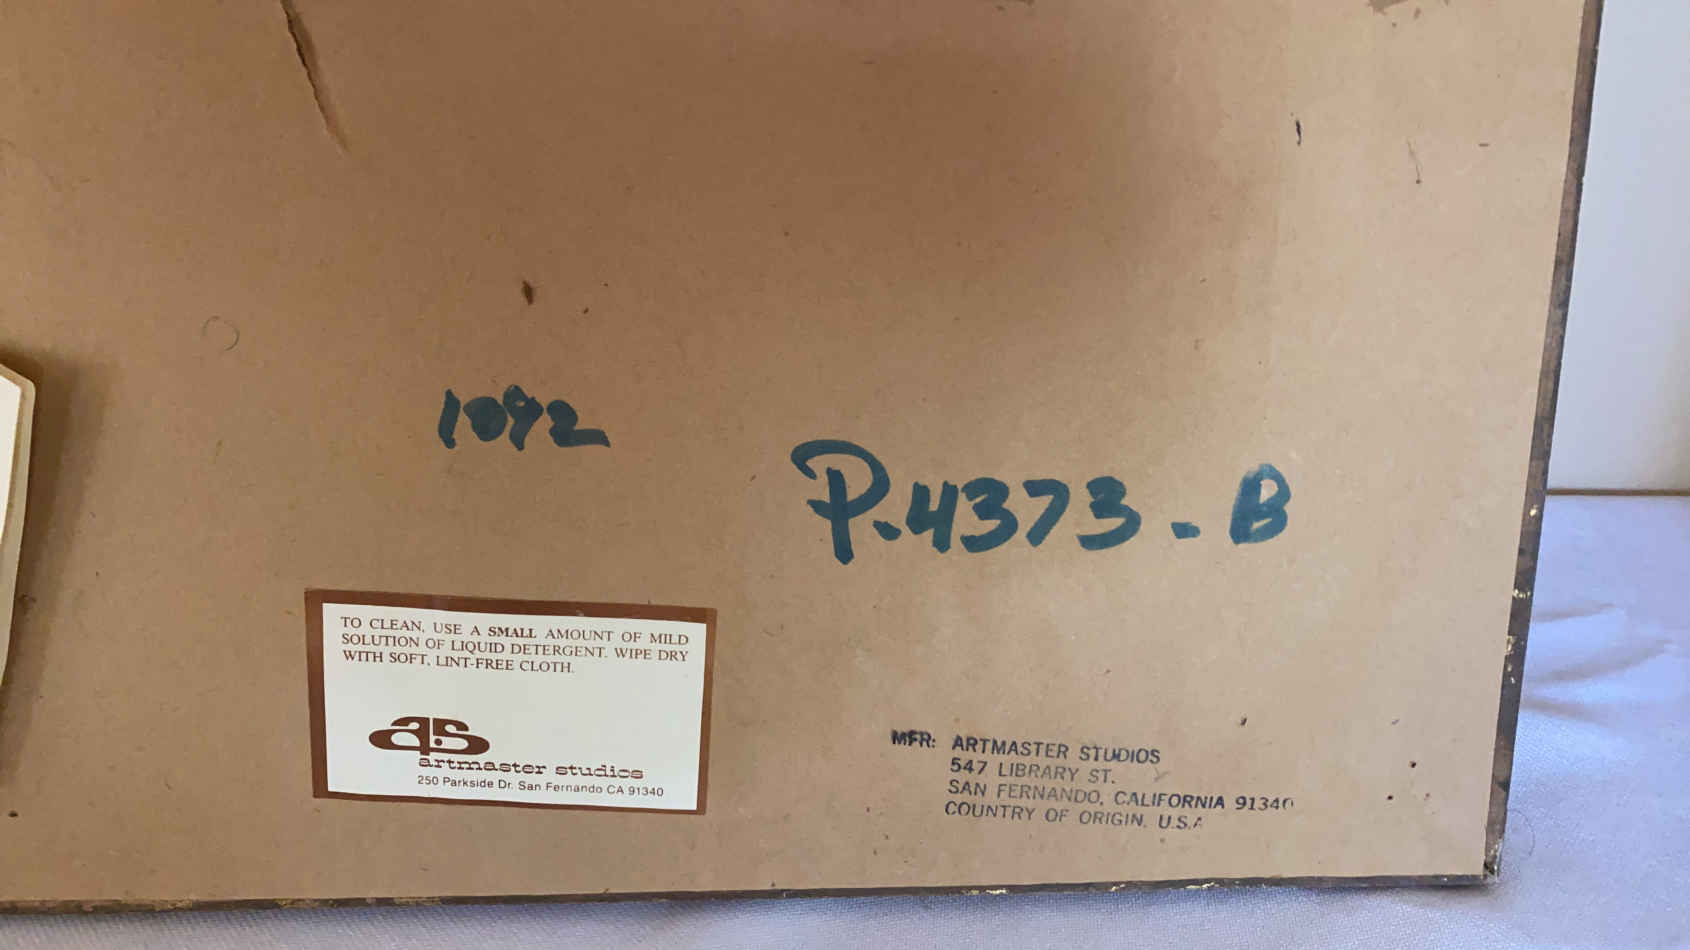 1092
P.4373-B
TO CLEAN, USE A SMALL AMOUNT OF MILD
SOLUTION OF LIQUID DETERGENT. WIPE DRY
WITH SOFT, LINT-FREE CLOTH.
a.s
artmaster studios
250 Parkside Dr. San Fernando CA 91340
MFR: ARTMASTER STUDIOS
547 LIBRARY ST.
SAN FERNANDO, CALIFORNIA 91340
COUNTRY OF ORIGIN, U.S.A